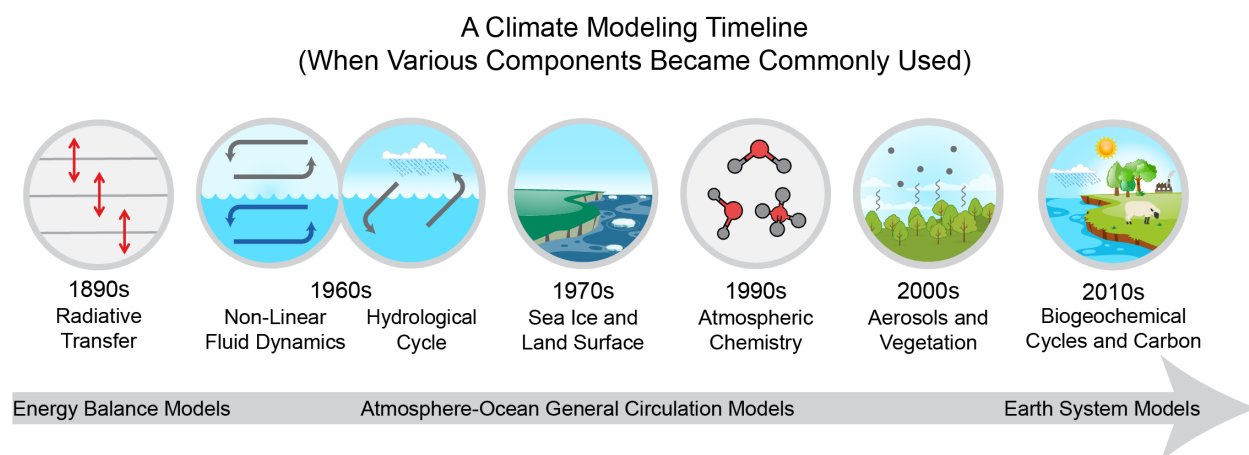 A Climate Modeling Timeline
(When Various Components Became Commonly Used)
1890s
Radiative
Transfer
1960s
Non-Linear
Fluid Dynamics
Hydrological
Cycle
1970s
Sea Ice and
Land Surface
1990s
Atmospheric
Chemistry
2000s
Aerosols and
Vegetation
2010s
Biogeochemical
Cycles and Carbon
Energy Balance Models
Atmosphere-Ocean General Circulation Models
Earth System Models